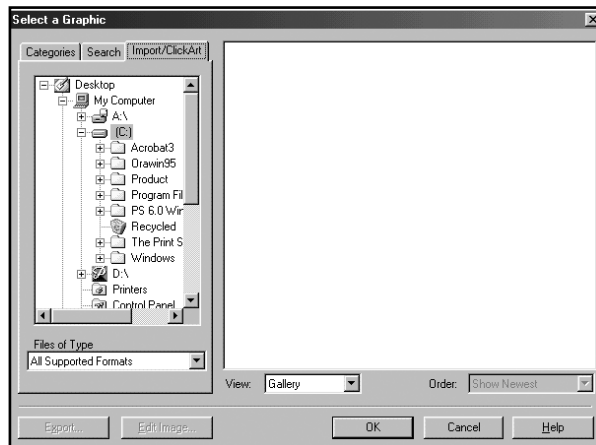 Select a Graphic
Categories Search Import/ClickArt
Desktop
My Computer
A:\
(C:)
Acrobat3
Orawin95
Product
Program Fil
PS 6.0 Wir
Recycled
The Print S
Windows
D:\
Printers
Control Panel
Files of Type
All Supported Formats
View: Gallery Order: Show Newest
Export... Edit Image... OK Cancel Help